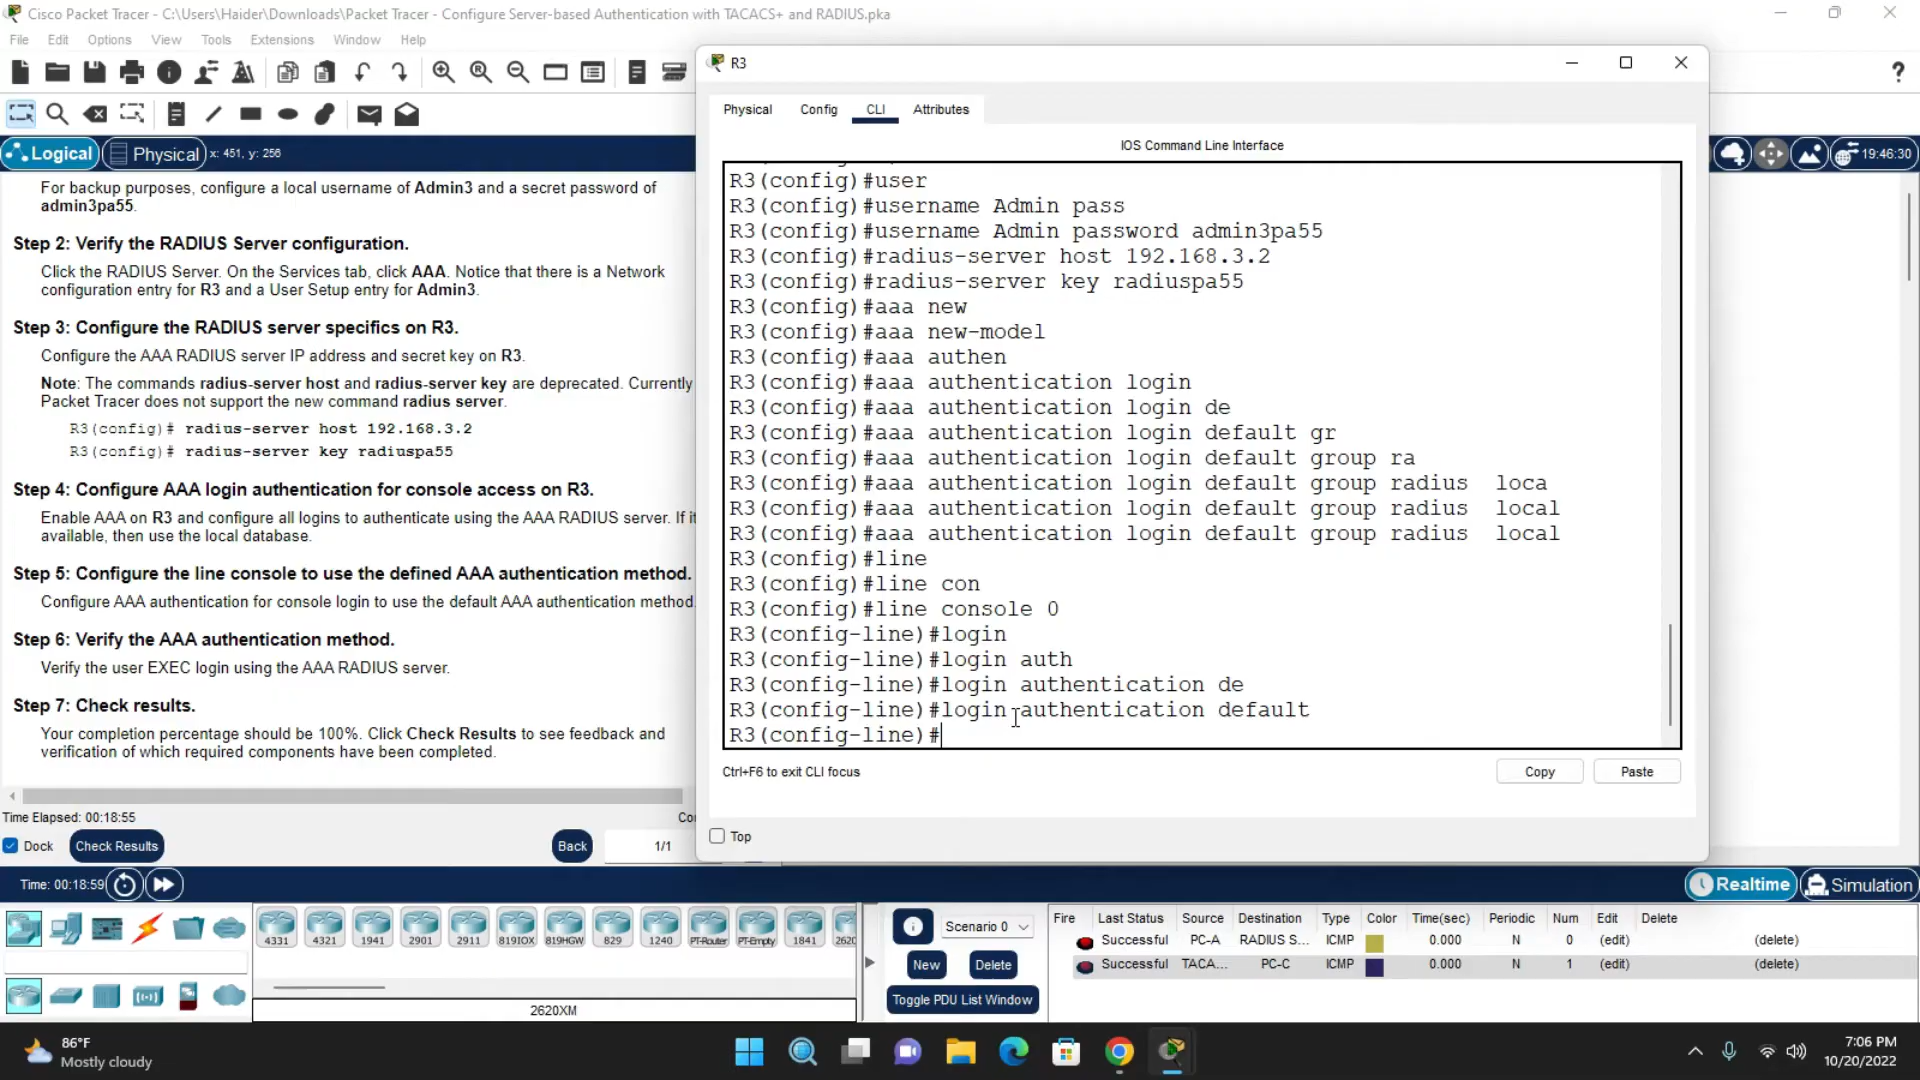 Cisco Packet Tracer - C:\Users\Haider\Downloads\Packet Tracer - Configure Server-based Authentication with TACACS+ and RADIUS.pka
File Edit Options View Tools Extensions Window Help
Logical Physical x: 451, y: 256
19:46:30
For backup purposes, configure a local username of Admin3 and a secret password of
admin3pa55.
Step 2: Verify the RADIUS Server configuration.
Click the RADIUS Server. On the Services tab, click AAA. Notice that there is a Network
configuration entry for R3 and a User Setup entry for Admin3.
Step 3: Configure the RADIUS server specifics on R3.
Configure the AAA RADIUS server IP address and secret key on R3.
Note: The commands radius-server host and radius-server key are deprecated. Currently
Packet Tracer does not support the new command radius server.
R3(config)# radius-server host 192.168.3.2
R3(config)# radius-server key radiuspa55
Step 4: Configure AAA login authentication for console access on R3.
Enable AAA on R3 and configure all logins to authenticate using the AAA RADIUS server. If it
available, then use the local database.
Step 5: Configure the line console to use the defined AAA authentication method.
Configure AAA authentication for console login to use the default AAA authentication method.
Step 6: Verify the AAA authentication method.
Verify the user EXEC login using the AAA RADIUS server.
Step 7: Check results.
Your completion percentage should be 100%. Click Check Results to see feedback and
verification of which required components have been completed.
Time Elapsed: 00:18:55
Dock Check Results Back 1/1
R3
Physical Config CLI Attributes
IOS Command Line Interface
R3(config)#user
R3(config)#username Admin pass
R3(config)#username Admin password admin3pa55
R3(config)#radius-server host 192.168.3.2
R3(config)#radius-server key radiuspa55
R3(config)#aaa new
R3(config)#aaa new-model
R3(config)#aaa authen
R3(config)#aaa authentication login
R3(config)#aaa authentication login de
R3(config)#aaa authentication login default gr
R3(config)#aaa authentication login default group ra
R3(config)#aaa authentication login default group radius  loca
R3(config)#aaa authentication login default group radius  local
R3(config)#aaa authentication login default group radius  local
R3(config)#line
R3(config)#line con
R3(config)#line console 0
R3(config-line)#login
R3(config-line)#login auth
R3(config-line)#login authentication de
R3(config-line)#login authentication default
R3(config-line)#
Ctrl+F6 to exit CLI focus Copy Paste
Top
Time: 00:18:59 Realtime Simulation
4331 4321 1941 2901 2911 819IOX 819HGW 829 1240 PT-Router PT-Empty 1841 2620
2620XM
Scenario 0
New Delete
Toggle PDU List Window
Fire Last Status Source Destination Type Color Time(sec) Periodic Num Edit Delete
Successful PC-A RADIUS S... ICMP 0.000 N 0 (edit) (delete)
Successful TACA... PC-C ICMP 0.000 N 1 (edit) (delete)
86°F
Mostly cloudy
7:06 PM
10/20/2022